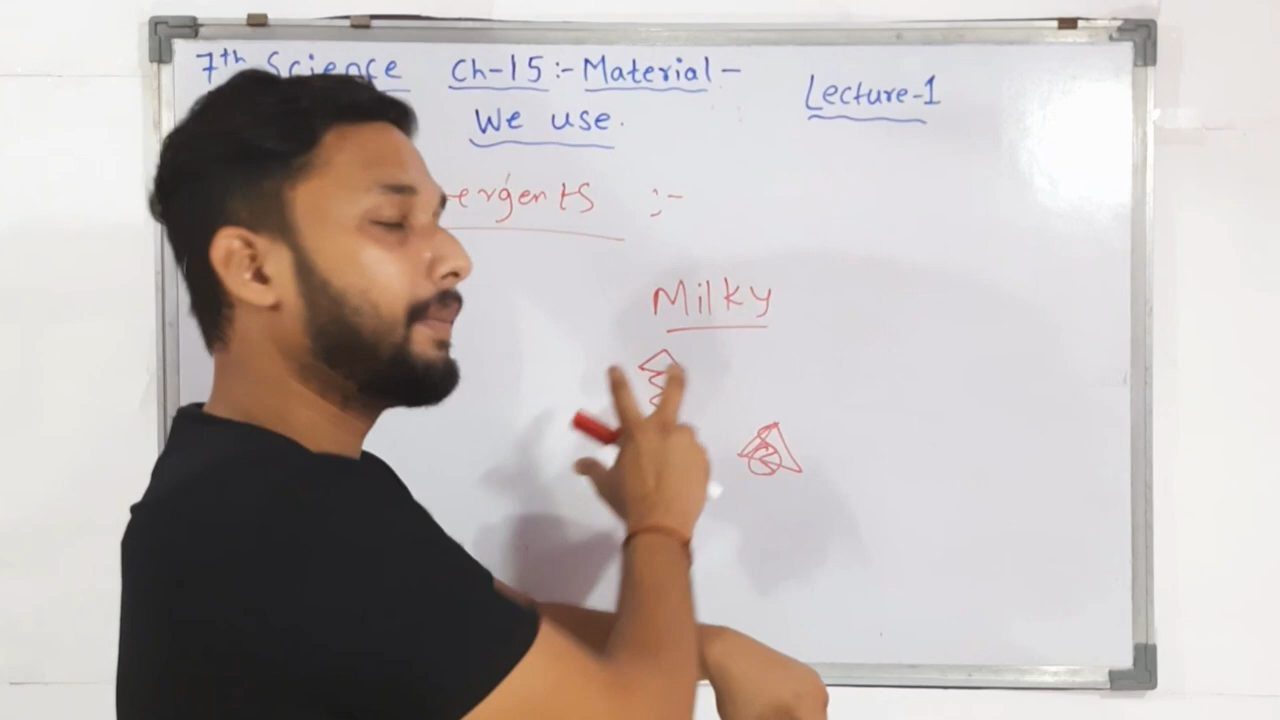 7th Science Ch-15:- Material -
We use.
Lecture-1
ergents :-
Milky